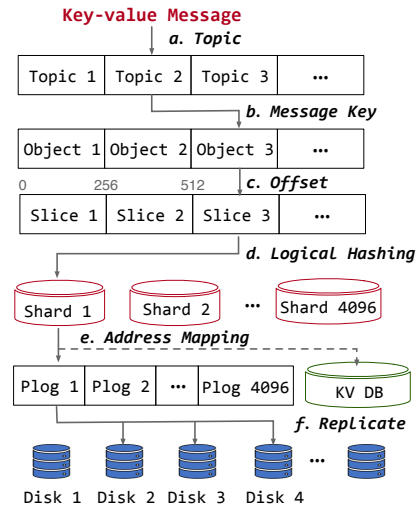 Key-value Message
a. Topic
Topic 1 Topic 2 Topic 3 ...
b. Message Key
Object 1 Object 2 Object 3 ...
0 256 512 c. Offset
Slice 1 Slice 2 Slice 3 ...
d. Logical Hashing
Shard 1 Shard 2 ... Shard 4096
e. Address Mapping
Plog 1 Plog 2 ... Plog 4096 KV DB
f. Replicate
...
Disk 1 Disk 2 Disk 3 Disk 4